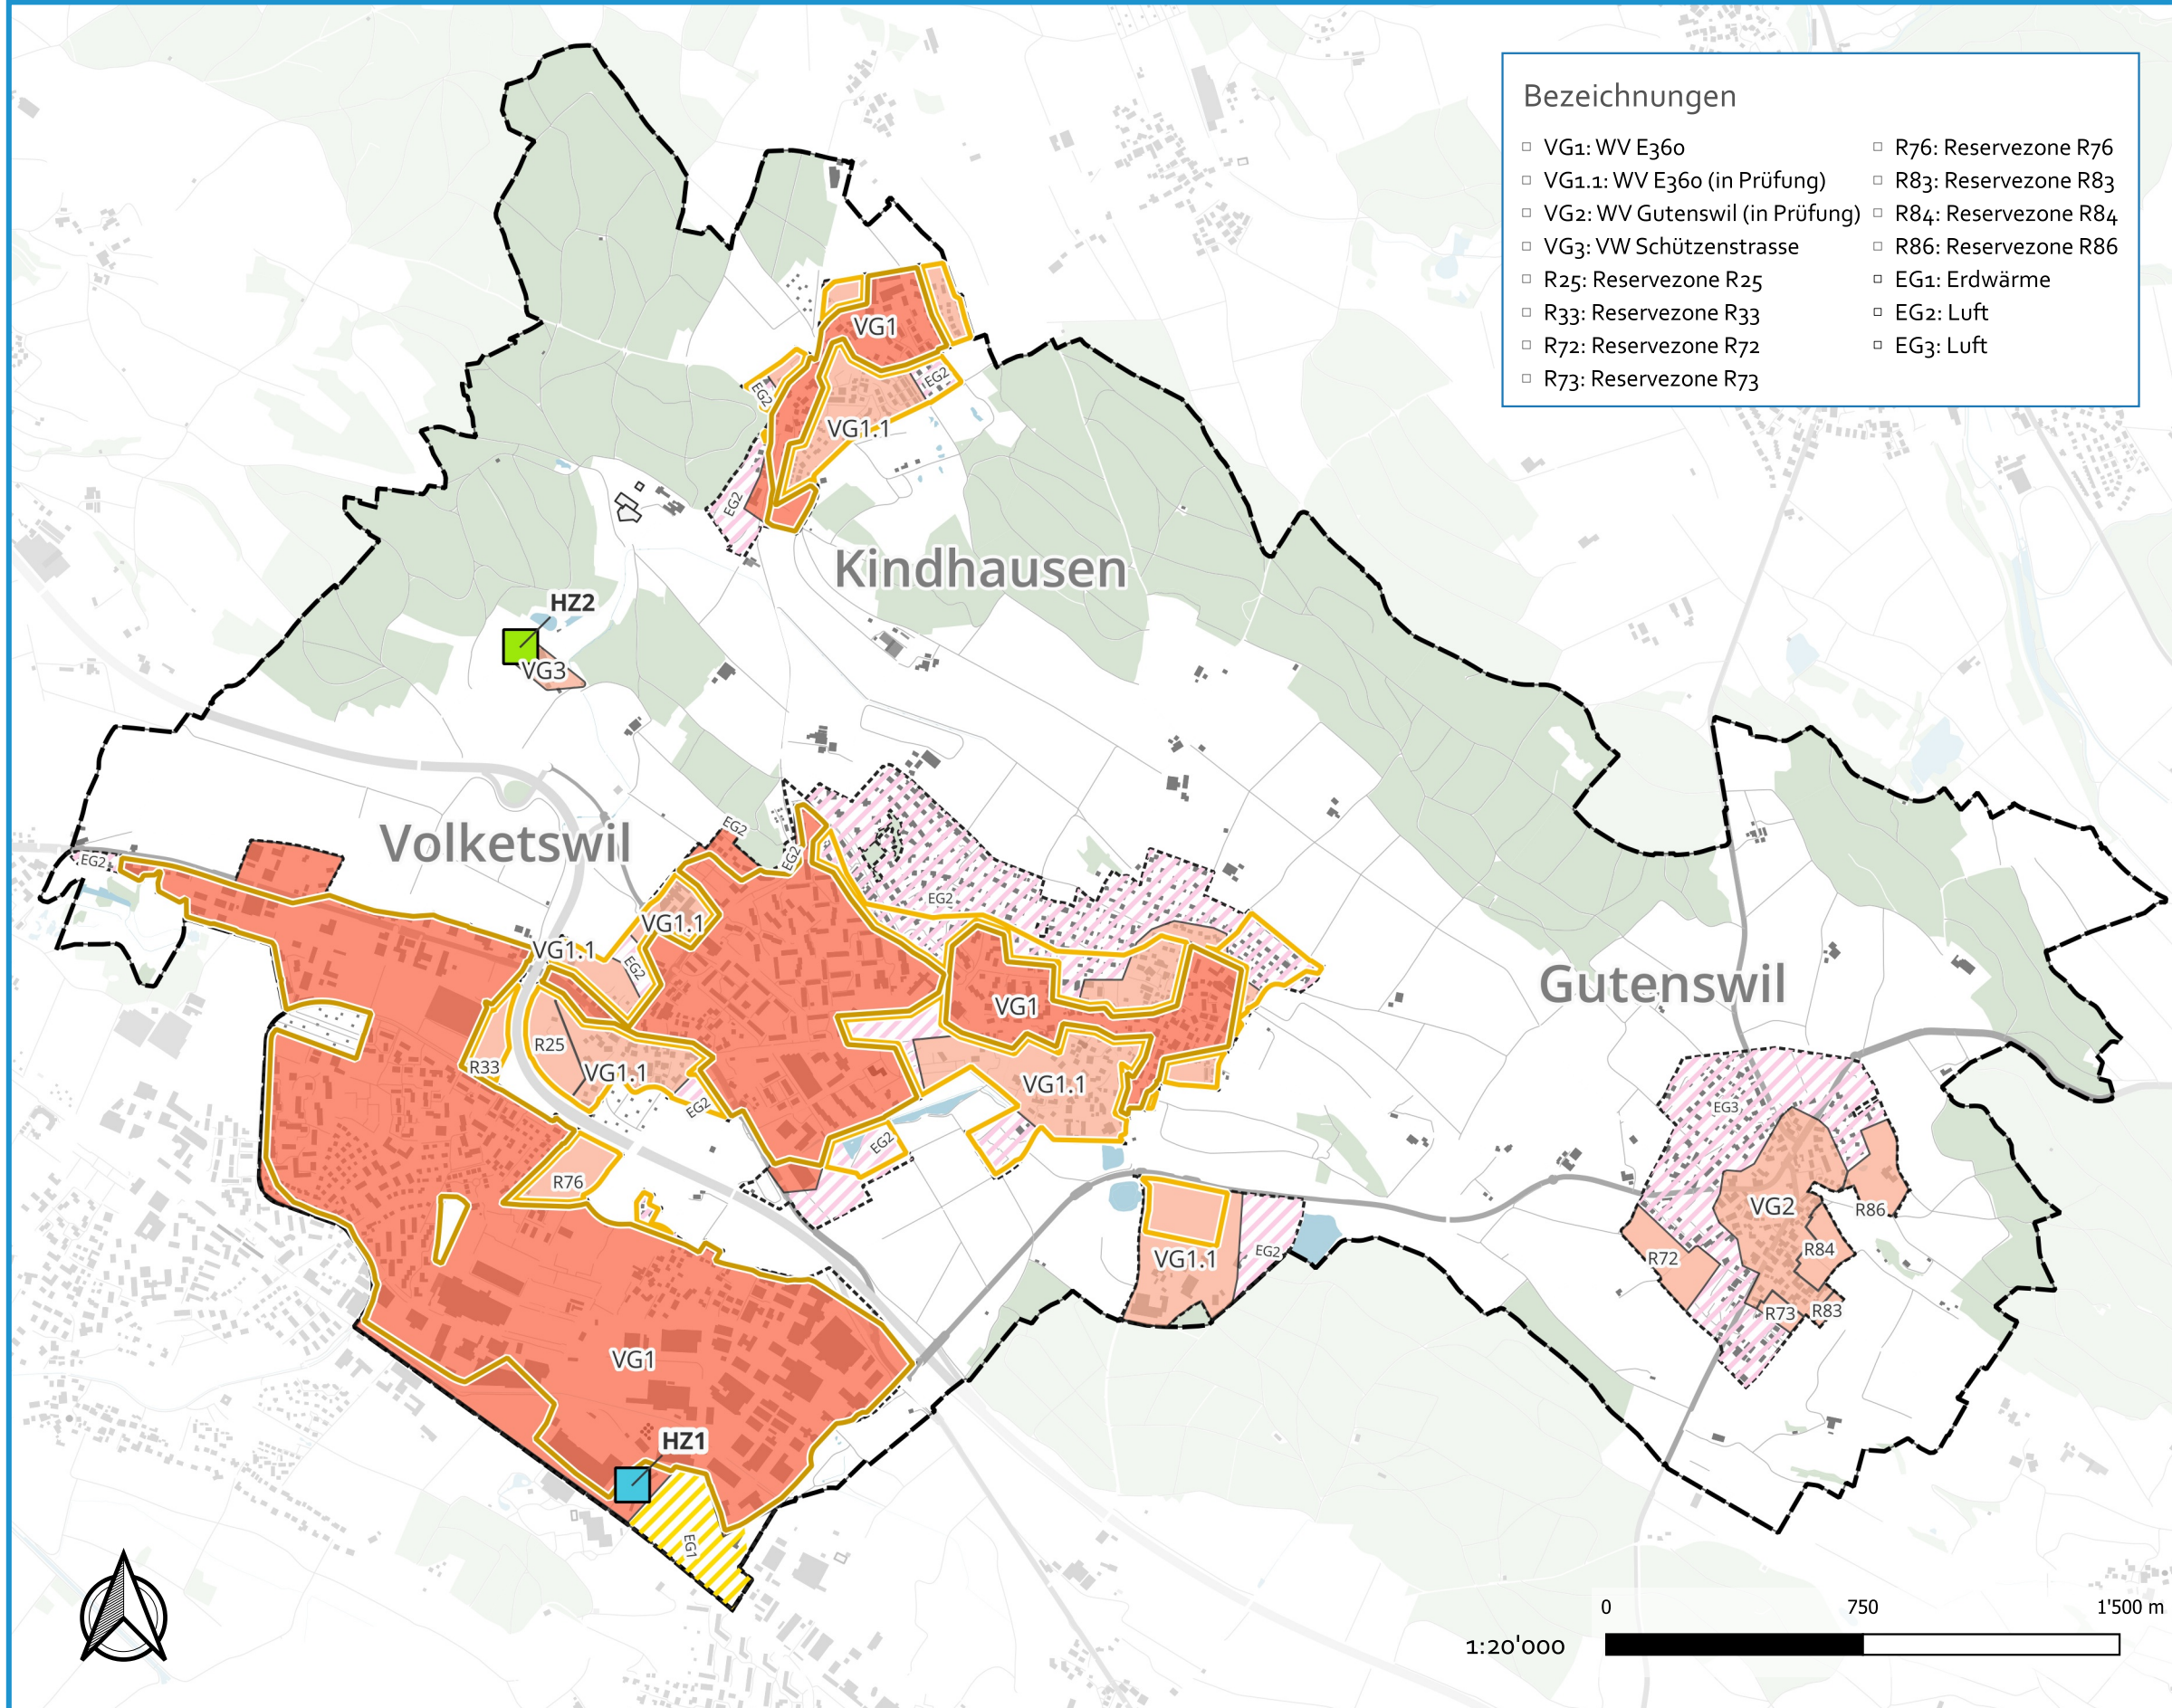 Bezeichnungen
VG1: WV E360
VG1.1: WV E360 (in Prüfung)
VG2: WV Gutenswil (in Prüfung)
VG3: VW Schützenstrasse
R25: Reservezone R25
R33: Reservezone R33
R72: Reservezone R72
R73: Reservezone R73
R76: Reservezone R76
R83: Reservezone R83
R84: Reservezone R84
R86: Reservezone R86
EG1: Erdwärme
EG2: Luft
EG3: Luft
VG1
EG2
EG2
VG1.1
EG2
Kindhausen
HZ2
VG3
EG2
Volketswil
EG2
EG2
EG2
VG1.1
VG1.1
EG2
Gutenswil
VG1
R25
R33
VG1.1
VG1.1
EG2
EG3
EG2
R76
VG2
R86
R84
VG1.1
EG2
R72
R73
R83
VG1
HZ1
EG1
0
750
1'500 m
1:20'000